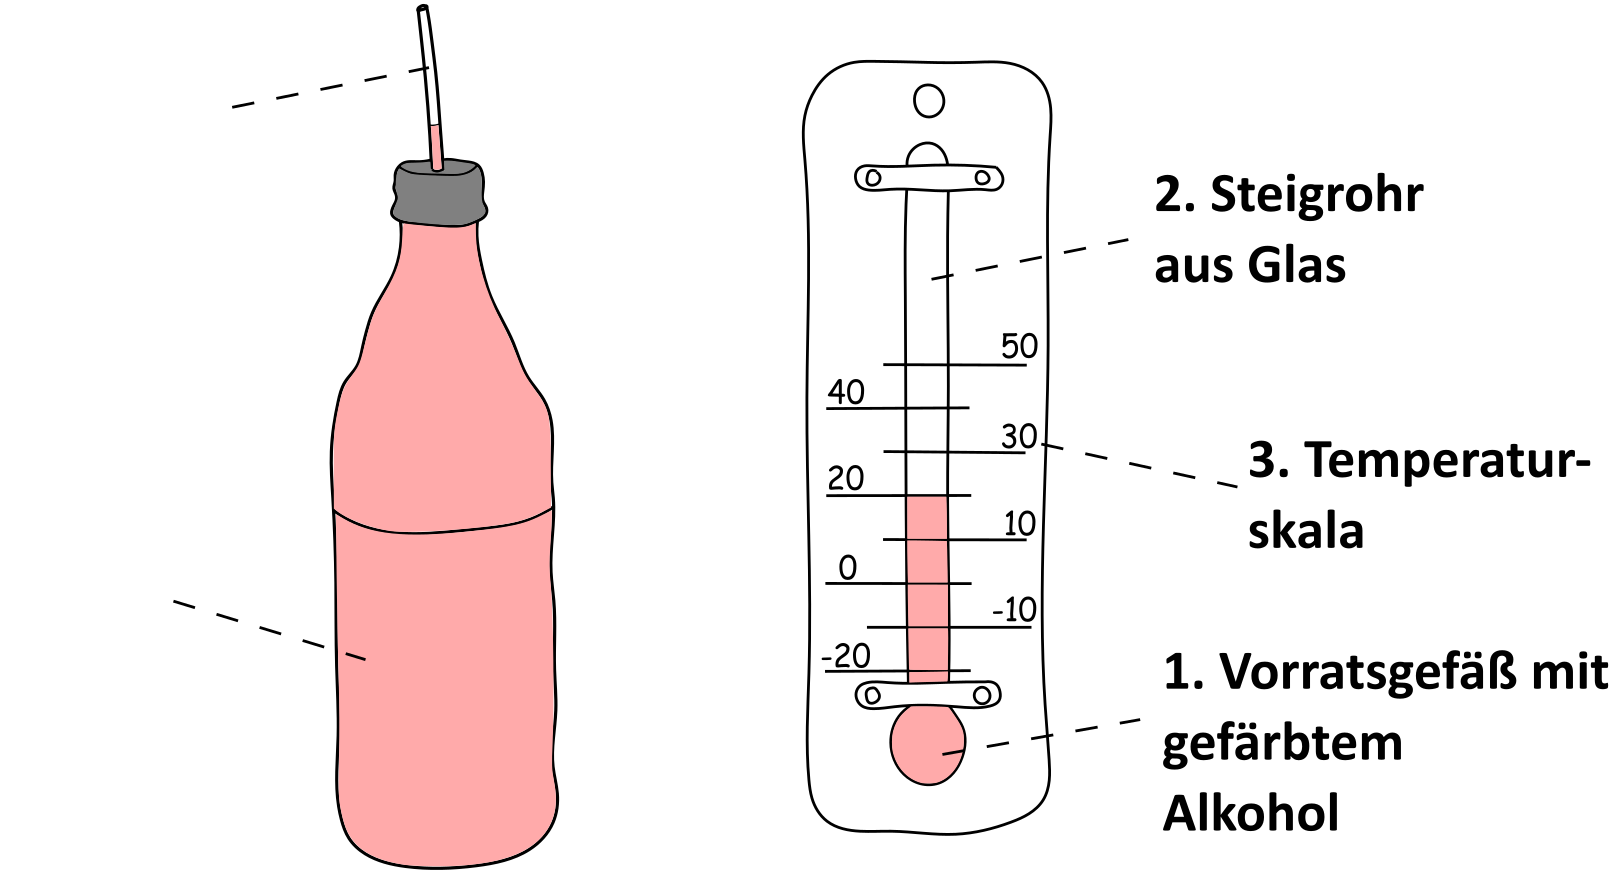 2. Steigrohr
aus Glas
50
40
30
20
10
0
-10
-20
3. Temperatur-
skala
1. Vorratsgefäß mit
gefärbtem
Alkohol